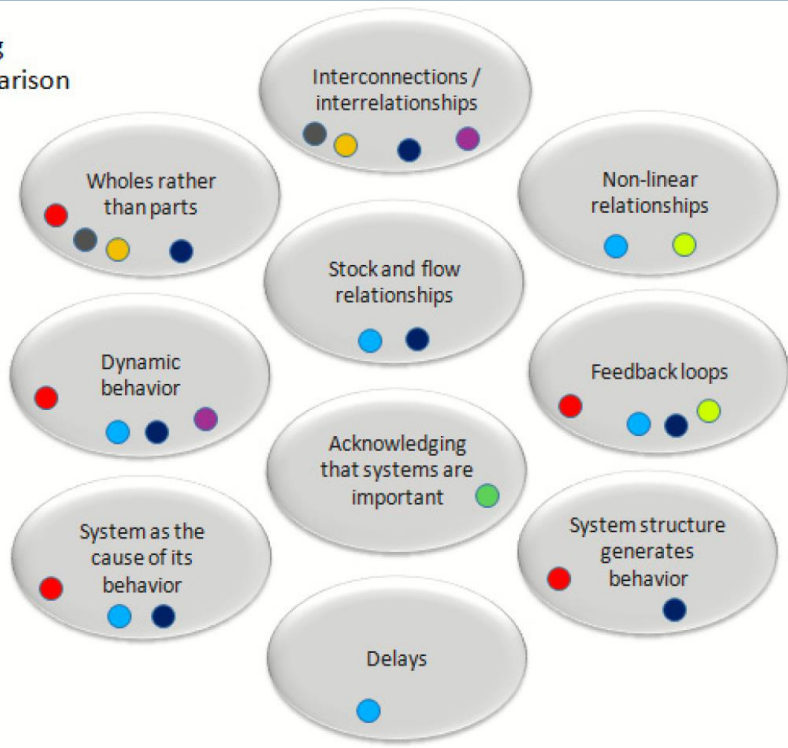 g
arison
Interconnections /
interrelationships
Wholes rather
than parts
Non-linear
relationships
Stock and flow
relationships
Dynamic
behavior
Feedback loops
Acknowledging
that systems are
important
System as the
cause of its
behavior
System structure
generates
behavior
Delays